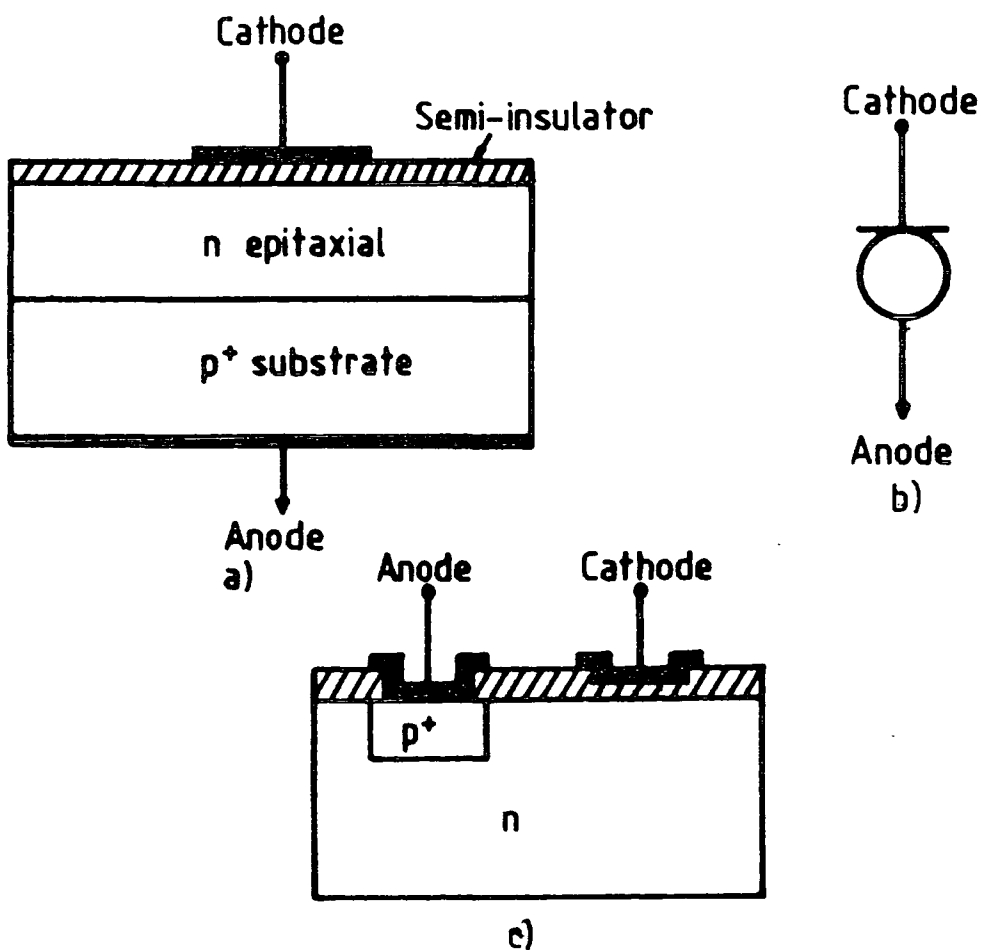 Cathode
Semi-insulator
n epitaxial
p⁺ substrate
Anode
a)
Cathode
Anode
b)
Anode
Cathode
p⁺
n
c)